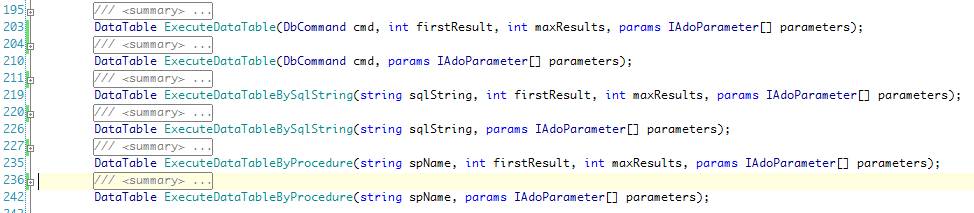 195 /// <summary> ...
203 DataTable ExecuteDataTable(DbCommand cmd, int firstResult, int maxResults, params IAdoParameter[] parameters);
204 /// <summary> ...
210 DataTable ExecuteDataTable(DbCommand cmd, params IAdoParameter[] parameters);
211 /// <summary> ...
219 DataTable ExecuteDataTableBySqlString(string sqlString, int firstResult, int maxResults, params IAdoParameter[] parameters);
220 /// <summary> ...
226 DataTable ExecuteDataTableBySqlString(string sqlString, params IAdoParameter[] parameters);
227 /// <summary> ...
235 DataTable ExecuteDataTableByProcedure(string spName, int firstResult, int maxResults, params IAdoParameter[] parameters);
236 /// <summary> ...
242 DataTable ExecuteDataTableByProcedure(string spName, params IAdoParameter[] parameters);